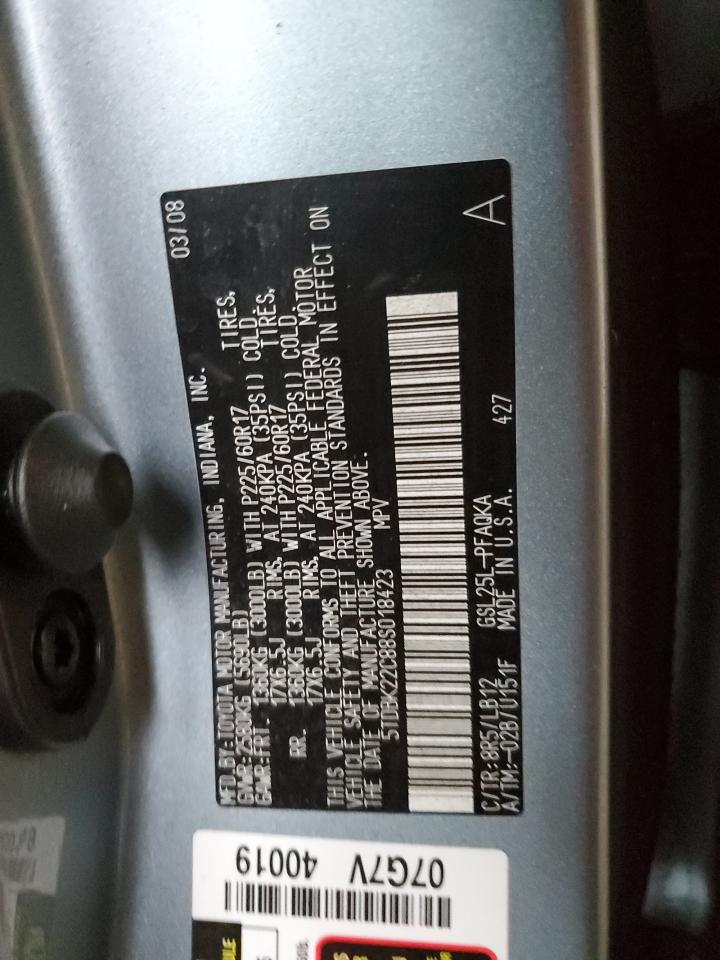 MFD.BY:TOYOTA MOTOR MANUFACTURING, INDIANA, INC. 03/08
GVWR:2580KG (5690LB)
GAWR:FRT. 1360KG (3000LB) WITH P225/60R17 TIRES,
17X6.5J RIMS, AT 240KPA (35PSI) COLD.
RR. 1360KG (3000LB) WITH P225/60R17 TIRES,
17X6.5J RIMS, AT 240KPA (35PSI) COLD.
THIS VEHICLE CONFORMS TO ALL APPLICABLE FEDERAL MOTOR
VEHICLE SAFETY AND THEFT PREVENTION STANDARDS IN EFFECT ON
THE DATE OF MANUFACTURE SHOWN ABOVE.
5TDBK22C88S018423 MPV
C/TR:8R5/LB12 GSL25L-PFAQKA 427 A
A/TM:-02B/U151F MADE IN U.S.A.
07G7V 40019